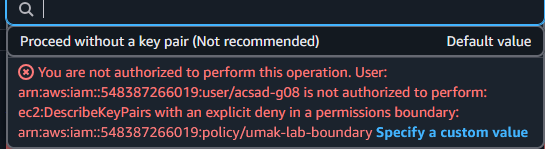 Proceed without a key pair (Not recommended) Default value
You are not authorized to perform this operation. User:
arn:aws:iam::548387266019:user/acsad-g08 is not authorized to perform:
ec2:DescribeKeyPairs with an explicit deny in a permissions boundary:
arn:aws:iam::548387266019:policy/umak-lab-boundary Specify a custom value